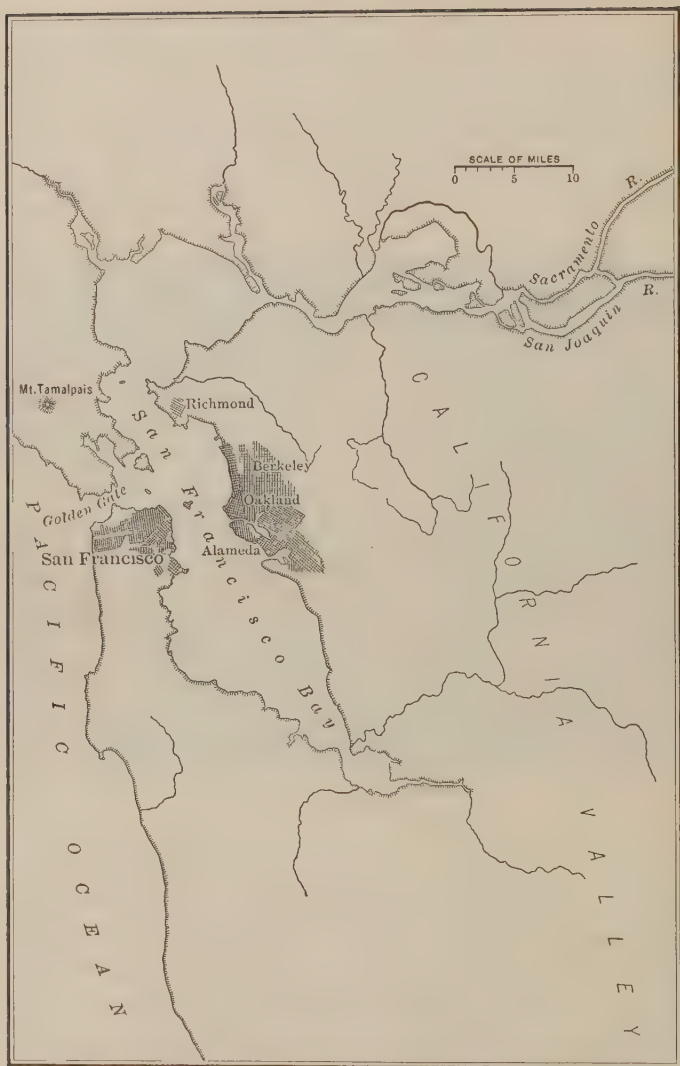 SCALE OF MILES
0 5 10
Sacramento R.
San Joaquin R.
Mt. Tamalpais
Richmond
Berkeley
Oakland
Alameda
San Francisco Bay
Golden Gate
San Francisco
PACIFIC OCEAN
CALIFORNIA VALLEY